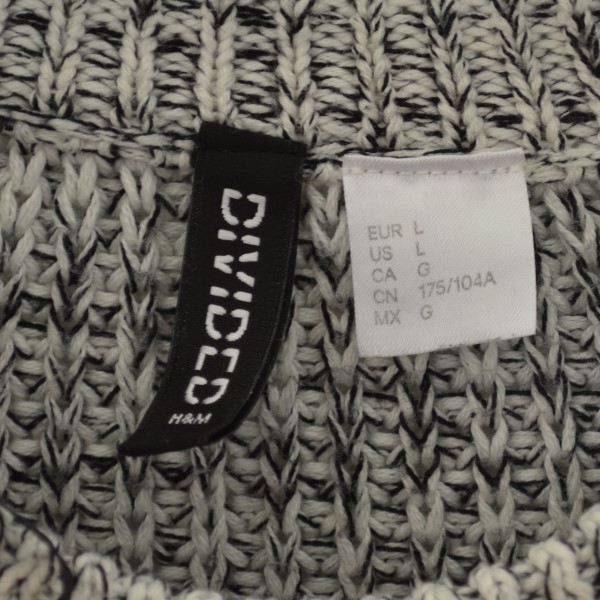 DIVIDED
H&M
EUR L
US L
CA G
CN 175/104A
MX G